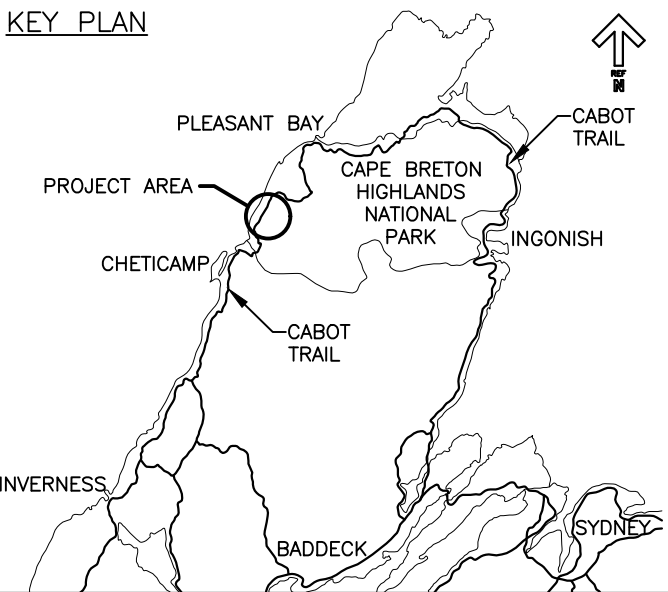 KEY PLAN
REF
N
PLEASANT BAY
CABOT
TRAIL
CAPE BRETON
HIGHLANDS
NATIONAL
PARK
PROJECT AREA
INGONISH
CHETICAMP
CABOT
TRAIL
INVERNESS
BADDECK
SYDNEY